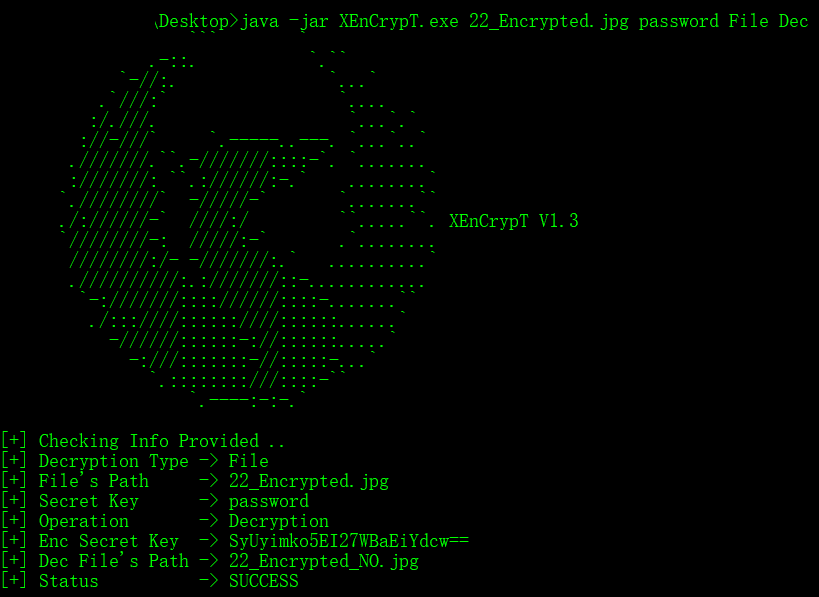 \Desktop>java -jar XEnCrypT.exe 22_Encrypted.jpg password File Dec
XEnCrypT V1.3
[+] Checking Info Provided ..
[+] Decryption Type -> File
[+] File's Path     -> 22_Encrypted.jpg
[+] Secret Key      -> password
[+] Operation       -> Decryption
[+] Enc Secret Key  -> SyUyimko5EI27WBaEiYdcw==
[+] Dec File's Path -> 22_Encrypted_NO.jpg
[+] Status          -> SUCCESS